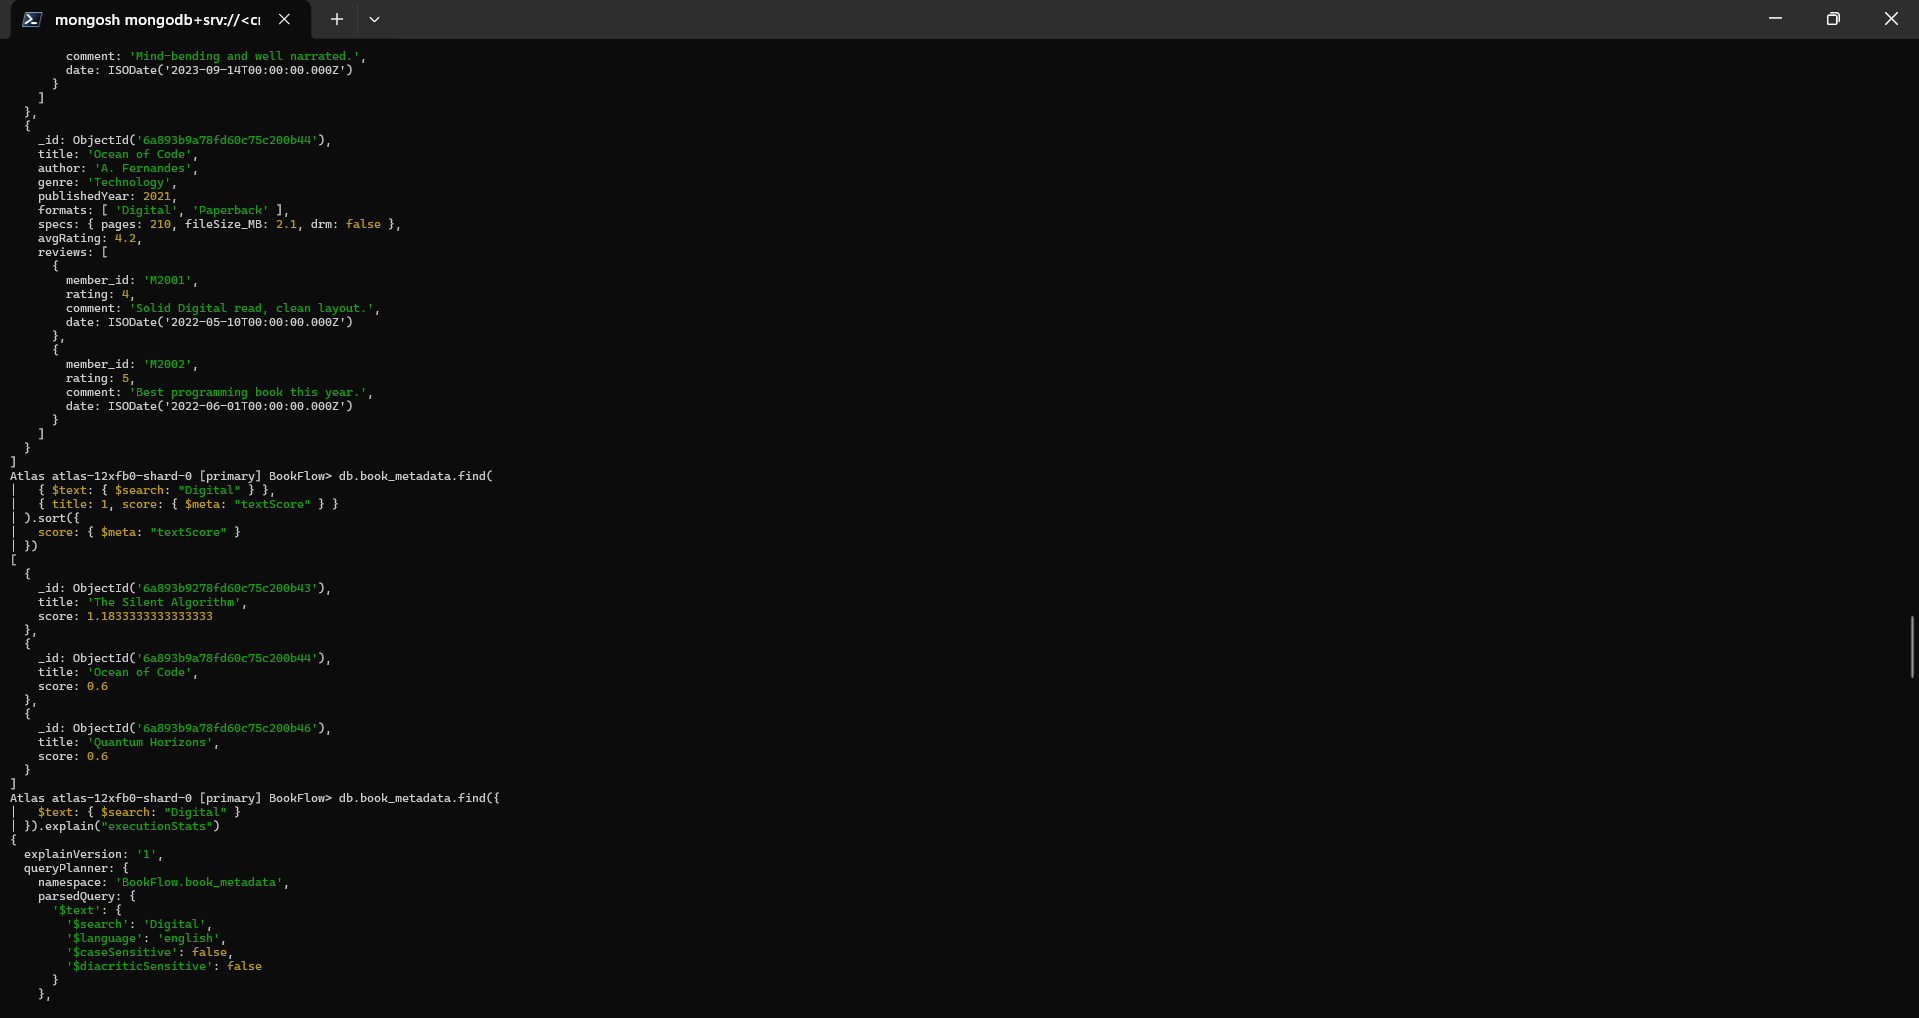 mongosh mongodb+srv://<cr
        comment: 'Mind-bending and well narrated.',
        date: ISODate('2023-09-14T00:00:00.000Z')
      }
    ]
  },
  {
    _id: ObjectId('6a893b9a78fd60c75c200b44'),
    title: 'Ocean of Code',
    author: 'A. Fernandes',
    genre: 'Technology',
    publishedYear: 2021,
    formats: [ 'Digital', 'Paperback' ],
    specs: { pages: 210, fileSize_MB: 2.1, drm: false },
    avgRating: 4.2,
    reviews: [
      {
        member_id: 'M2001',
        rating: 4,
        comment: 'Solid Digital read, clean layout.',
        date: ISODate('2022-05-10T00:00:00.000Z')
      },
      {
        member_id: 'M2002',
        rating: 5,
        comment: 'Best programming book this year.',
        date: ISODate('2022-06-01T00:00:00.000Z')
      }
    ]
  }
]
Atlas atlas-12xfb0-shard-0 [primary] BookFlow> db.book_metadata.find(
|   { $text: { $search: "Digital" } },
|   { title: 1, score: { $meta: "textScore" } }
| ).sort({
|   score: { $meta: "textScore" }
| })
[
  {
    _id: ObjectId('6a893b9278fd60c75c200b43'),
    title: 'The Silent Algorithm',
    score: 1.1833333333333333
  },
  {
    _id: ObjectId('6a893b9a78fd60c75c200b44'),
    title: 'Ocean of Code',
    score: 0.6
  },
  {
    _id: ObjectId('6a893b9a78fd60c75c200b46'),
    title: 'Quantum Horizons',
    score: 0.6
  }
]
Atlas atlas-12xfb0-shard-0 [primary] BookFlow> db.book_metadata.find({
|   $text: { $search: "Digital" }
| }).explain("executionStats")
{
  explainVersion: '1',
  queryPlanner: {
    namespace: 'BookFlow.book_metadata',
    parsedQuery: {
      '$text': {
        '$search': 'Digital',
        '$language': 'english',
        '$caseSensitive': false,
        '$diacriticSensitive': false
      }
    },